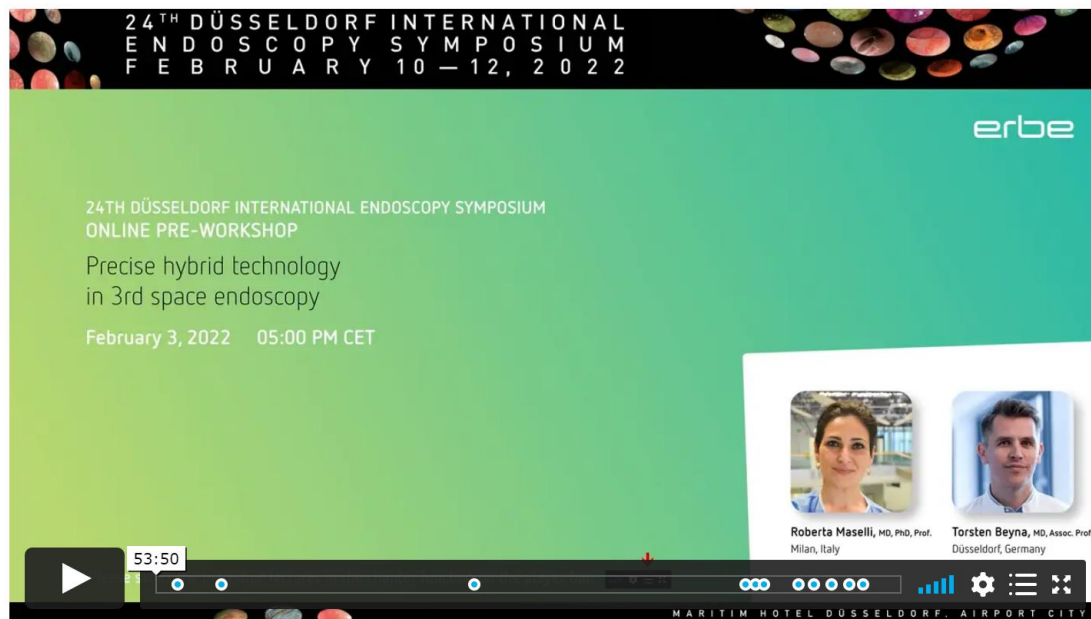 24TH DÜSSELDORF INTERNATIONAL
ENDOSCOPY SYMPOSIUM
FEBRUARY 10 — 12, 2022
erbe
24TH DÜSSELDORF INTERNATIONAL ENDOSCOPY SYMPOSIUM
ONLINE PRE-WORKSHOP
Precise hybrid technology
in 3rd space endoscopy
February 3, 2022 05:00 PM CET
Roberta Maselli, MD, PhD, Prof.
Milan, Italy
Torsten Beyna, MD, Assoc. Prof
Düsseldorf, Germany
53:50
MARITIM HOTEL DÜSSELDORF, AIRPORT CITY